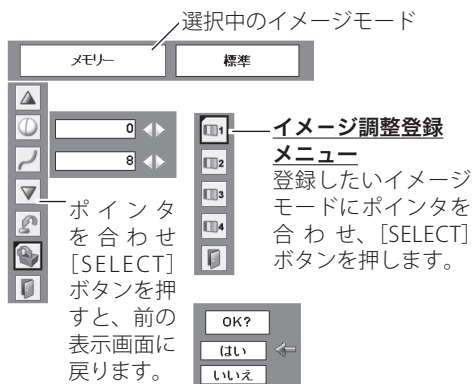 選択中のイメージモード
メモリー
標準
0
8
1
2
3
4
イメージ調整登録
メニュー
登録したいイメージ
モードにポインタを
合わせ、［SELECT］
ボタンを押します。
ポインタ
を合わせ
［SELECT］
ボタンを押
すと、前の
表示画面に
戻ります。
OK?
はい
いいえ